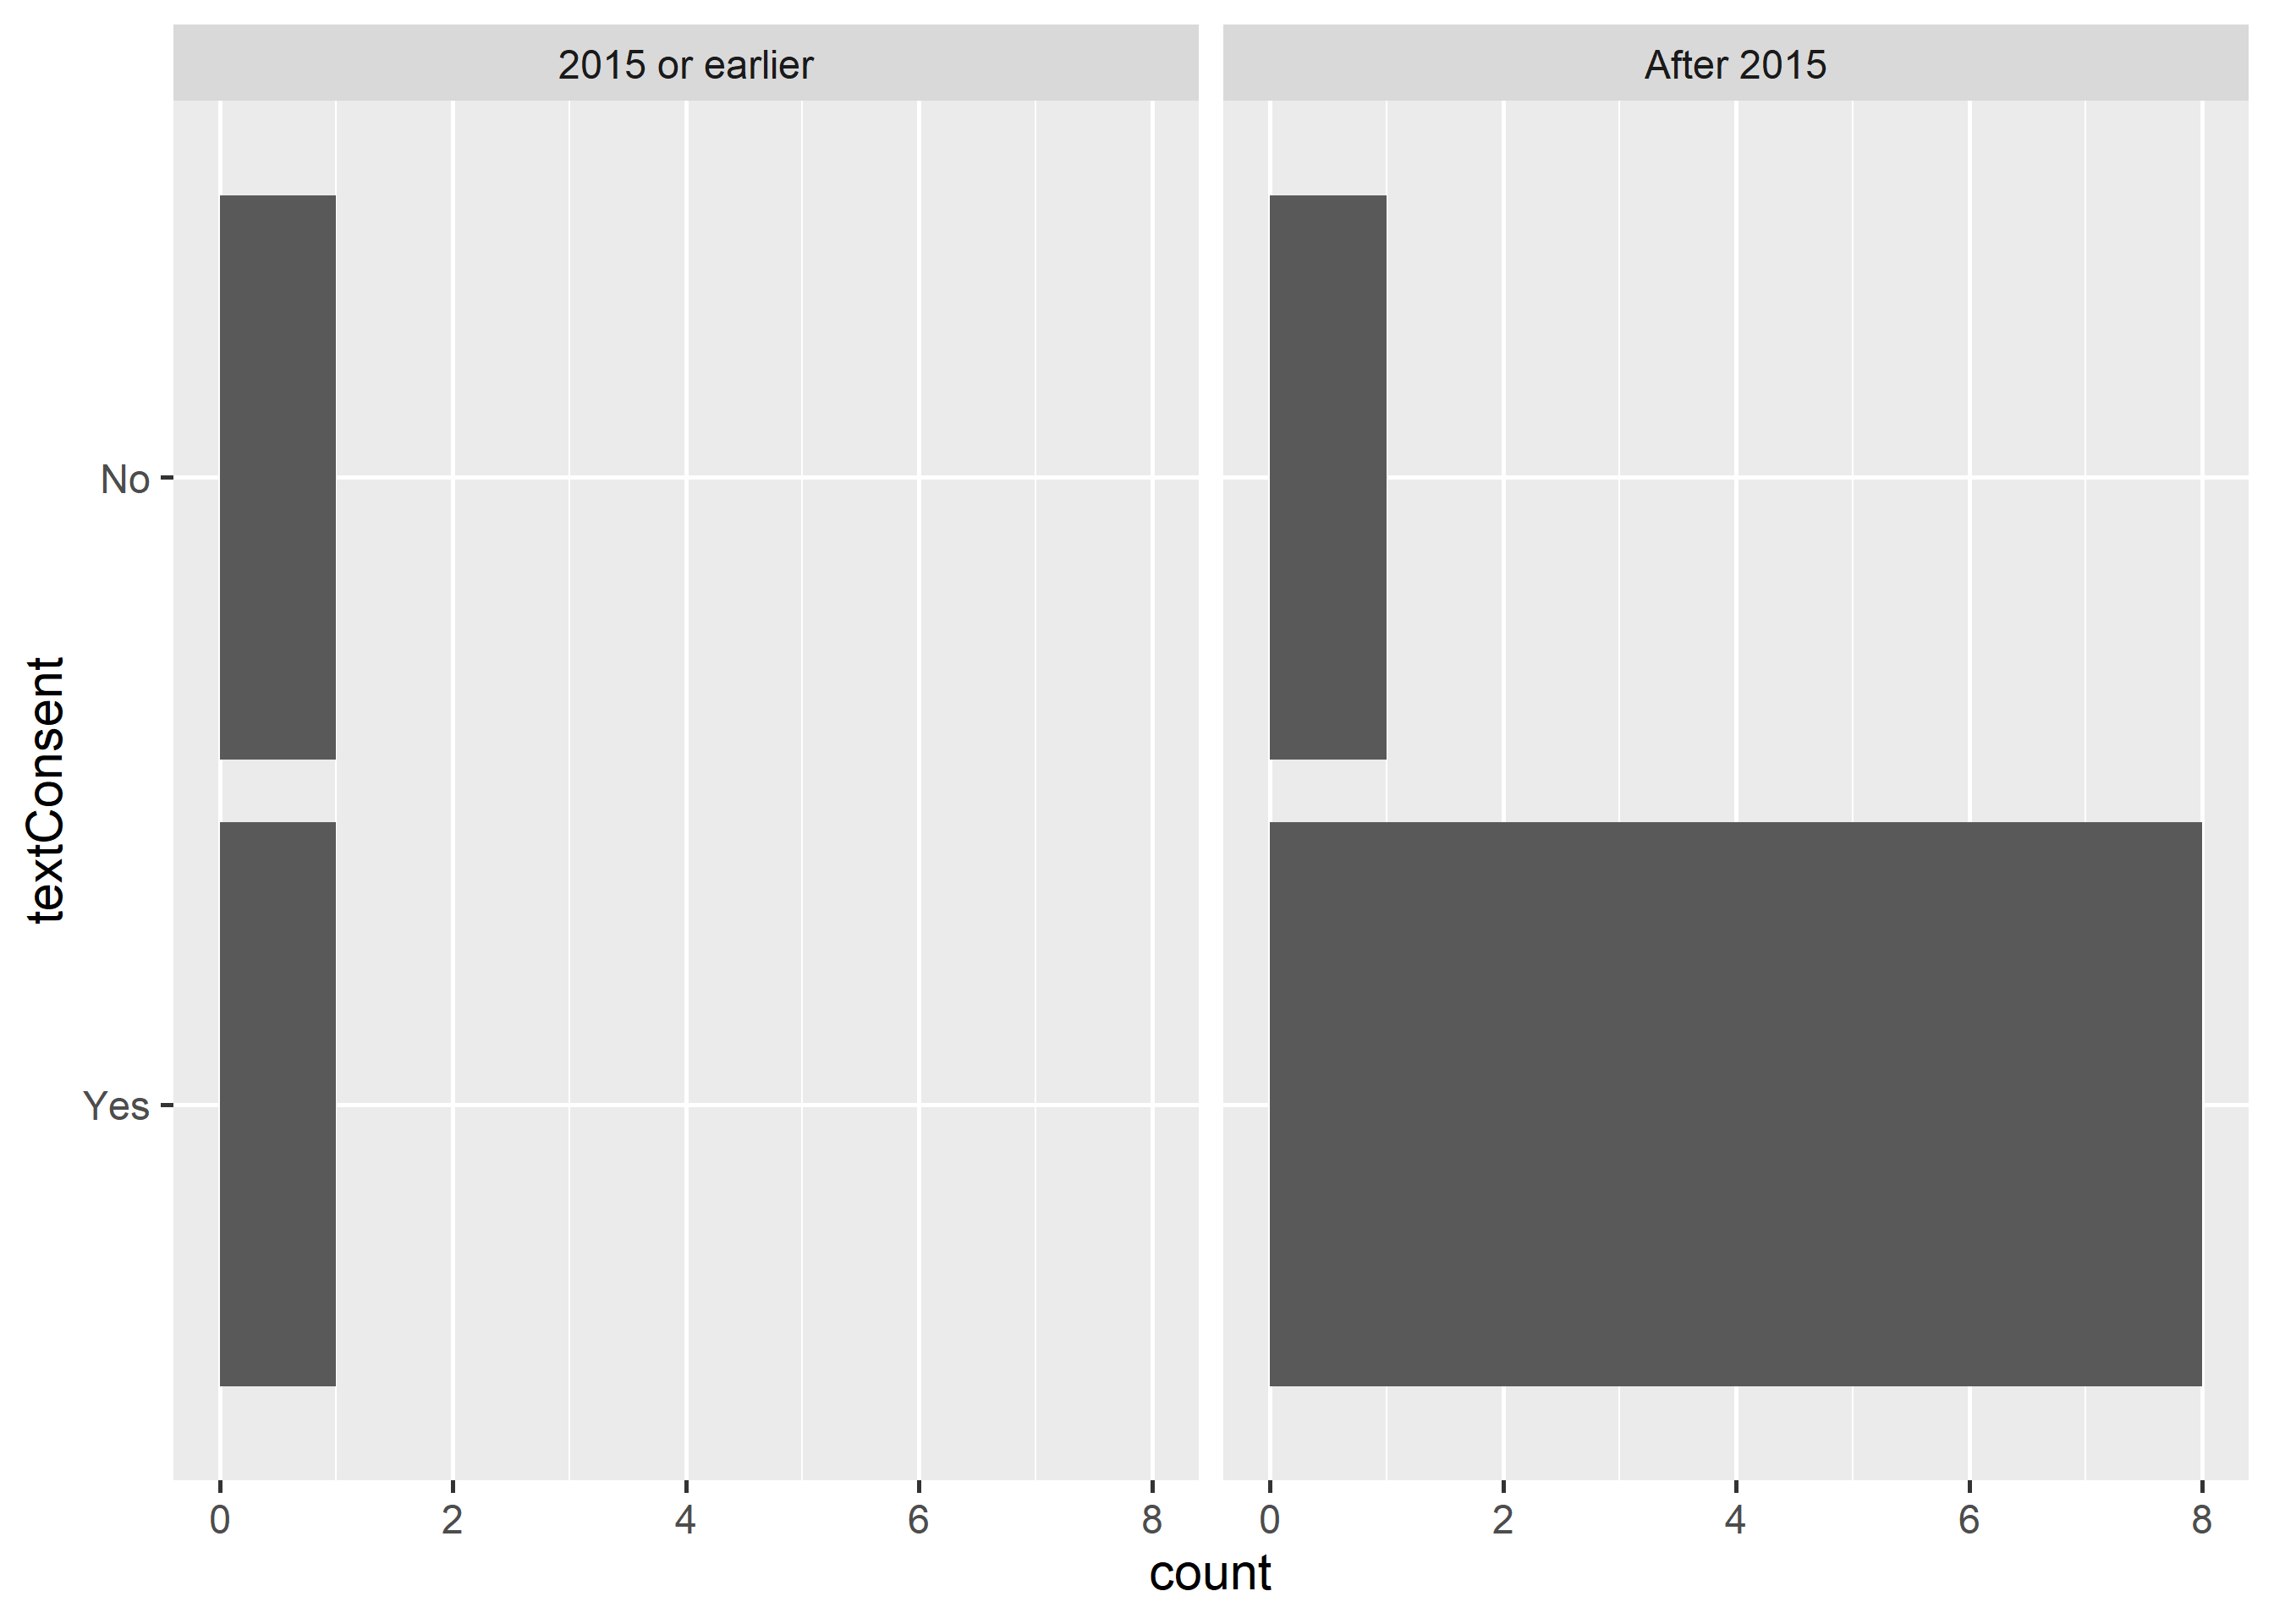 2015 or earlier
After 2015
textConsent
No
Yes
0 2 4 6 8
0 2 4 6 8
count